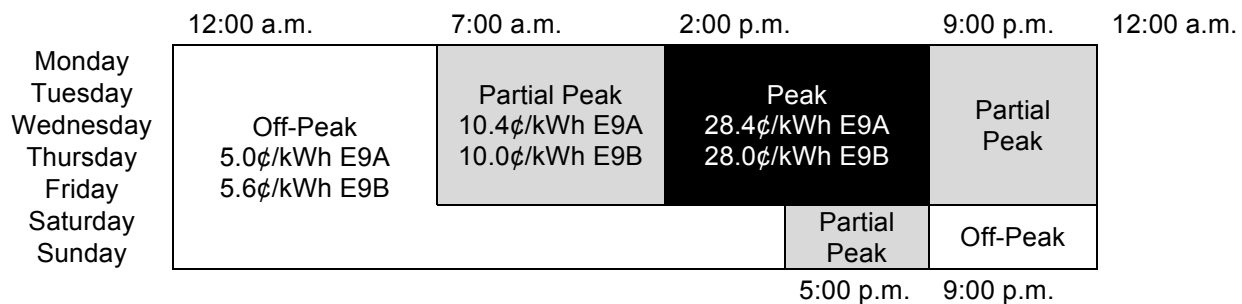 12:00 a.m. 7:00 a.m. 2:00 p.m. 9:00 p.m. 12:00 a.m.
Monday
Tuesday
Wednesday
Thursday
Friday
Saturday
Sunday
Off-Peak
5.0¢/kWh E9A
5.6¢/kWh E9B
Partial Peak
10.4¢/kWh E9A
10.0¢/kWh E9B
Peak
28.4¢/kWh E9A
28.0¢/kWh E9B
Partial
Peak
Partial
Peak
Off-Peak
5:00 p.m. 9:00 p.m.